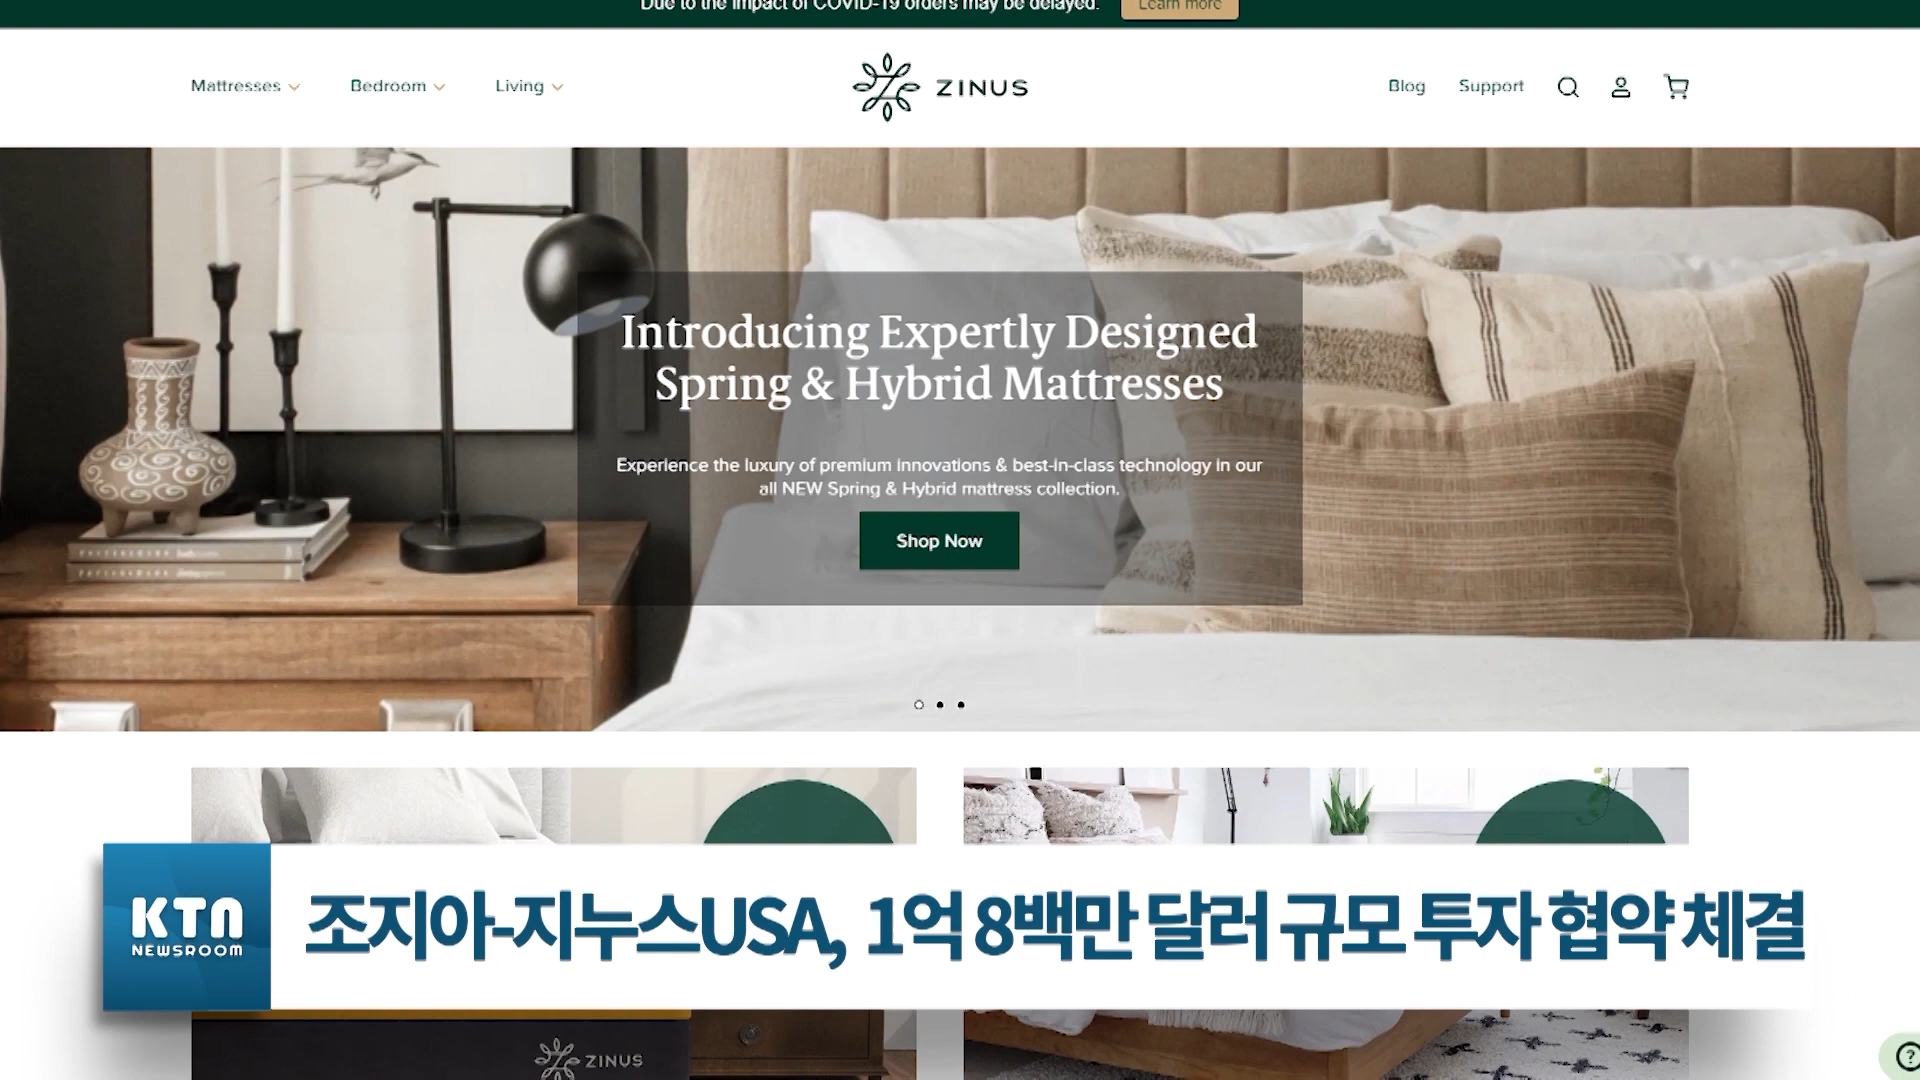 Due to the impact of COVID-19 orders may be delayed.
Learn more
Mattresses
Bedroom
Living
ZINUS
Blog
Support
Introducing Expertly Designed
Spring & Hybrid Mattresses
Experience the luxury of premium innovations & best-in-class technology in our
all NEW Spring & Hybrid mattress collection.
Shop Now
KTN
NEWSROOM
조지아-지누스USA, 1억 8백만 달러 규모 투자 협약 체결
ZINUS
?